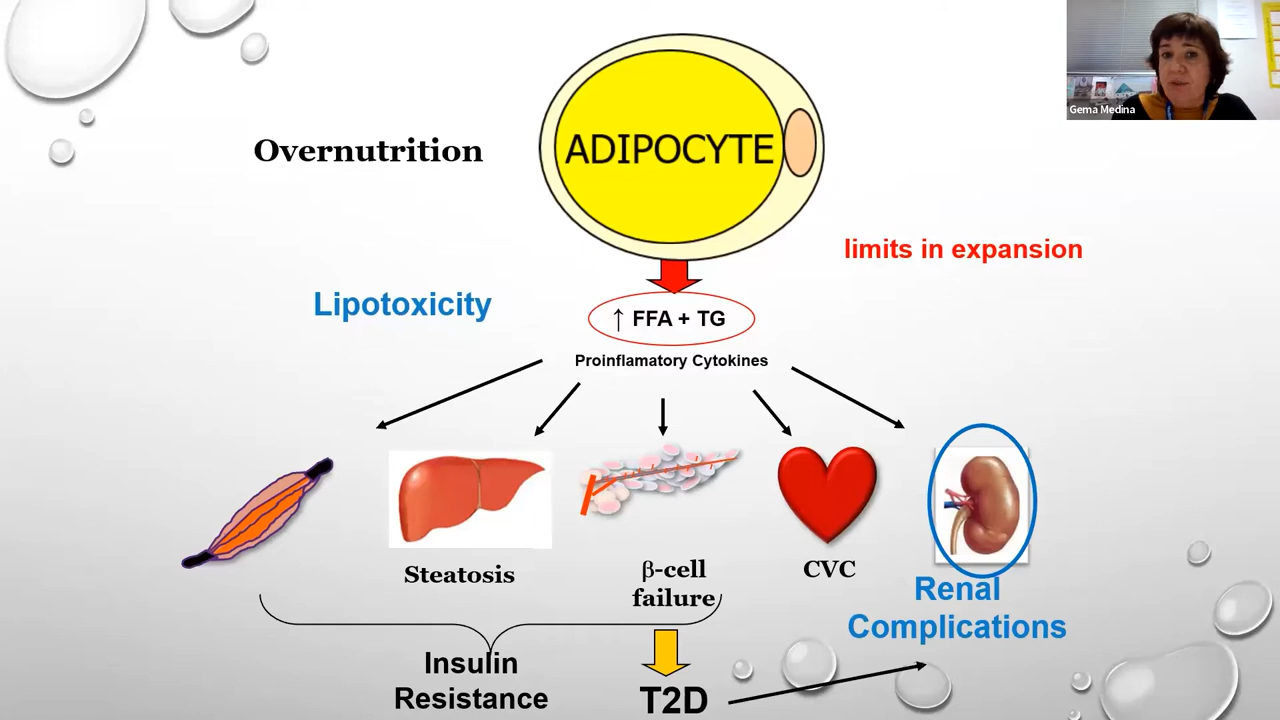 Gema Medina
Overnutrition
ADIPOCYTE
limits in expansion
Lipotoxicity
↑ FFA + TG
Proinflamatory Cytokines
Steatosis
β-cell
failure
CVC
Renal
Complications
Insulin
Resistance
T2D